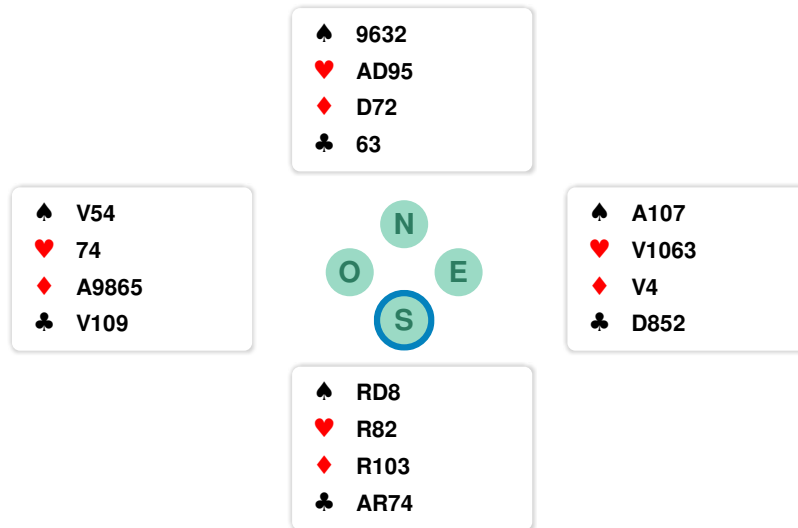 ♠ 9632
♥ AD95
♦ D72
♣ 63
♠ V54
♥ 74
♦ A9865
♣ V109
N
O E
S
♠ A107
♥ V1063
♦ V4
♣ D852
♠ RD8
♥ R82
♦ R103
♣ AR74